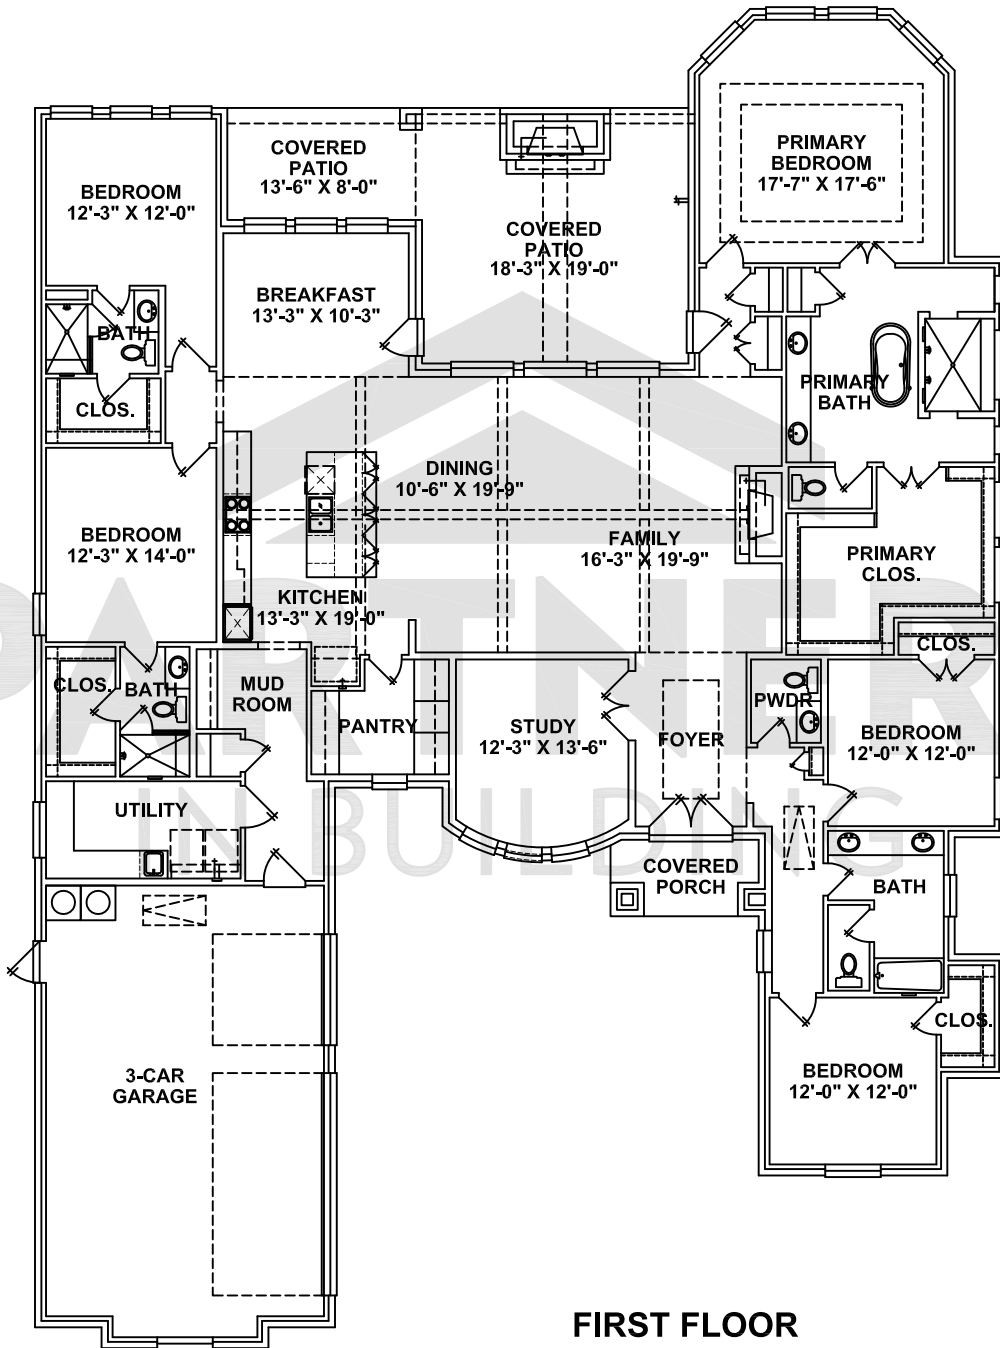 PRIMARY
BEDROOM
17'-7" X 17'-6"
COVERED
PATIO
13'-6" X 8'-0"
BEDROOM
12'-3" X 12'-0"
COVERED
PATIO
18'-3" X 19'-0"
BREAKFAST
13'-3" X 10'-3"
BATH
CLOS.
PRIMARY
BATH
DINING
10'-6" X 19'-9"
BEDROOM
12'-3" X 14'-0"
FAMILY
16'-3" X 19'-9"
PRIMARY
CLOS.
KITCHEN
13'-3" X 19'-0"
CLOS.
CLOS.
BATH
MUD
ROOM
PANTRY
STUDY
12'-3" X 13'-6"
FOYER
PWDR
BEDROOM
12'-0" X 12'-0"
UTILITY
COVERED
PORCH
BATH
CLOS.
3-CAR
GARAGE
BEDROOM
12'-0" X 12'-0"
FIRST FLOOR
PARTNER
IN BUILDING